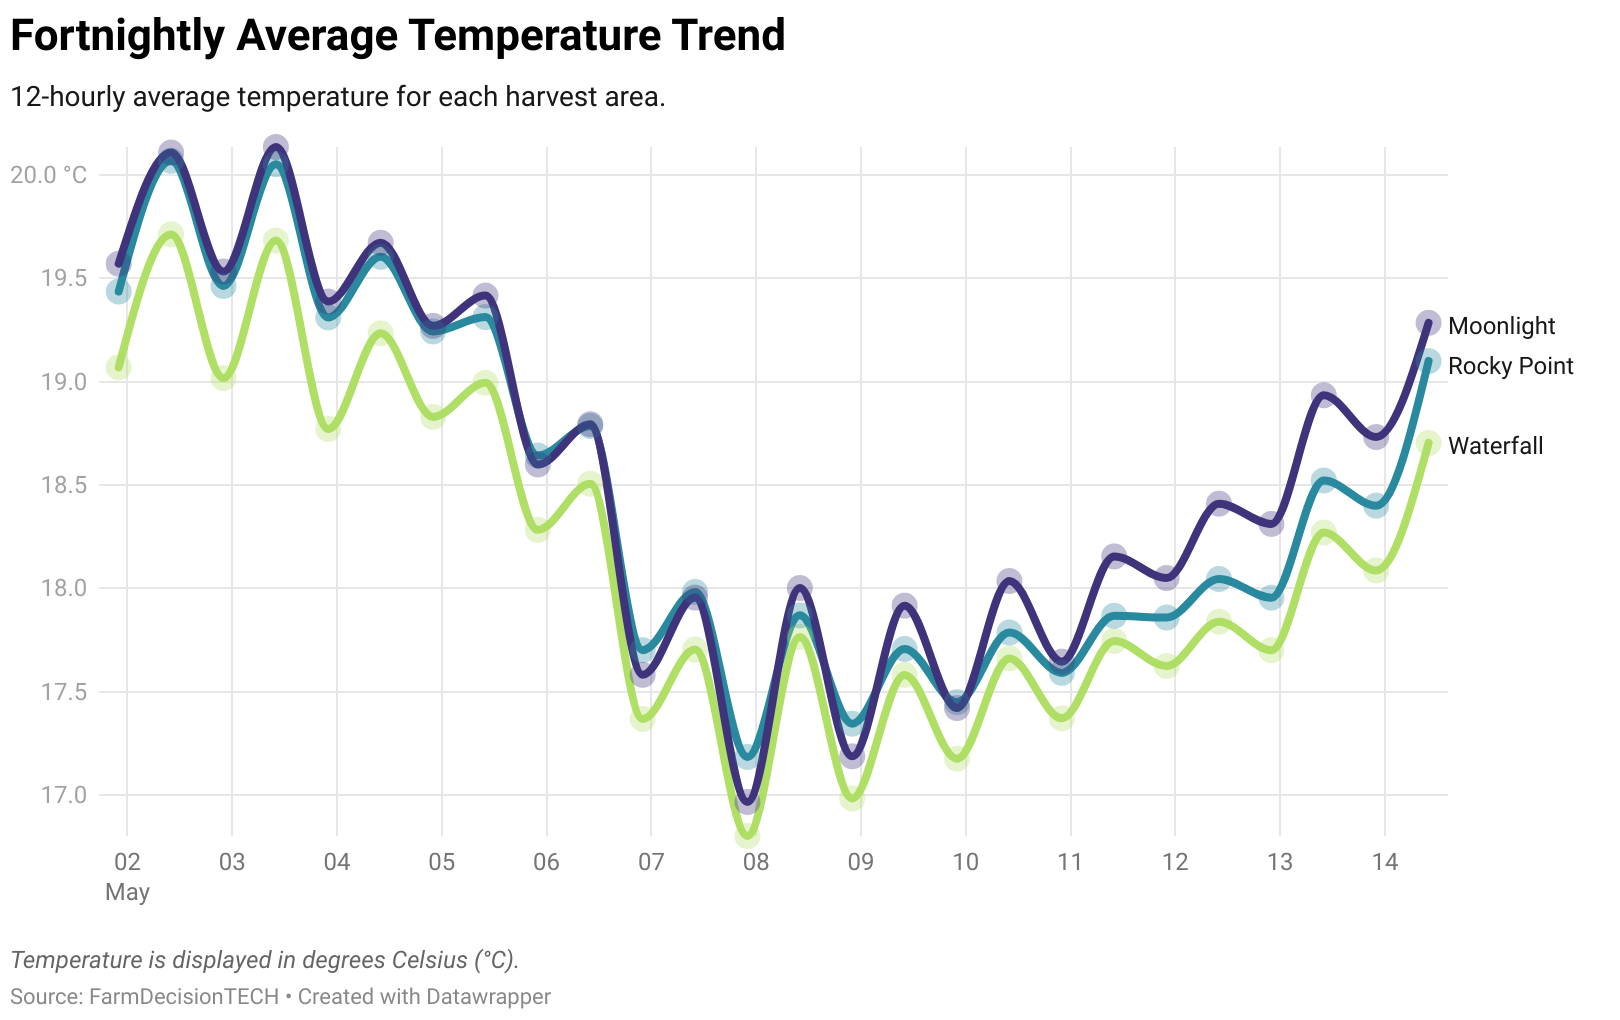 Fortnightly Average Temperature Trend
12-hourly average temperature for each harvest area.
20.0 °C
19.5
19.0
18.5
18.0
17.5
17.0
Moonlight
Rocky Point
Waterfall
02 03 04 05 06 07 08 09 10 11 12 13 14
May
Temperature is displayed in degrees Celsius (°C).
Source: FarmDecisionTECH • Created with Datawrapper